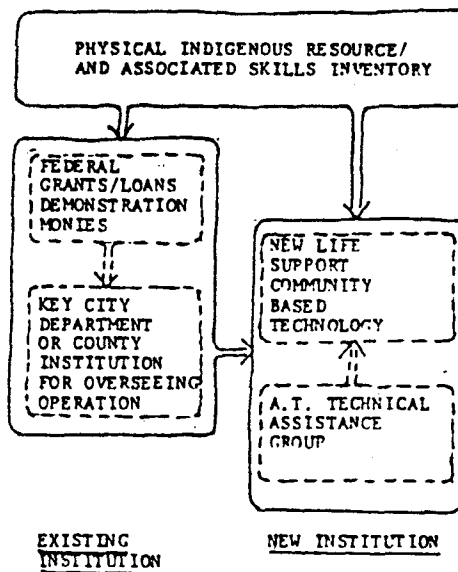 PHYSICAL INDIGENOUS RESOURCE/
AND ASSOCIATED SKILLS INVENTORY
FEDERAL
GRANTS/LOANS
DEMONSTRATION
MONIES
KEY CITY
DEPARTMENT
OR COUNTY
INSTITUTION
FOR OVERSEEING
OPERATION
NEW LIFE
SUPPORT
COMMUNITY
BASED
TECHNOLOGY
A.T. TECHNICAL
ASSISTANCE
GROUP
EXISTING
INSTITUTION
NEW INSTITUTION